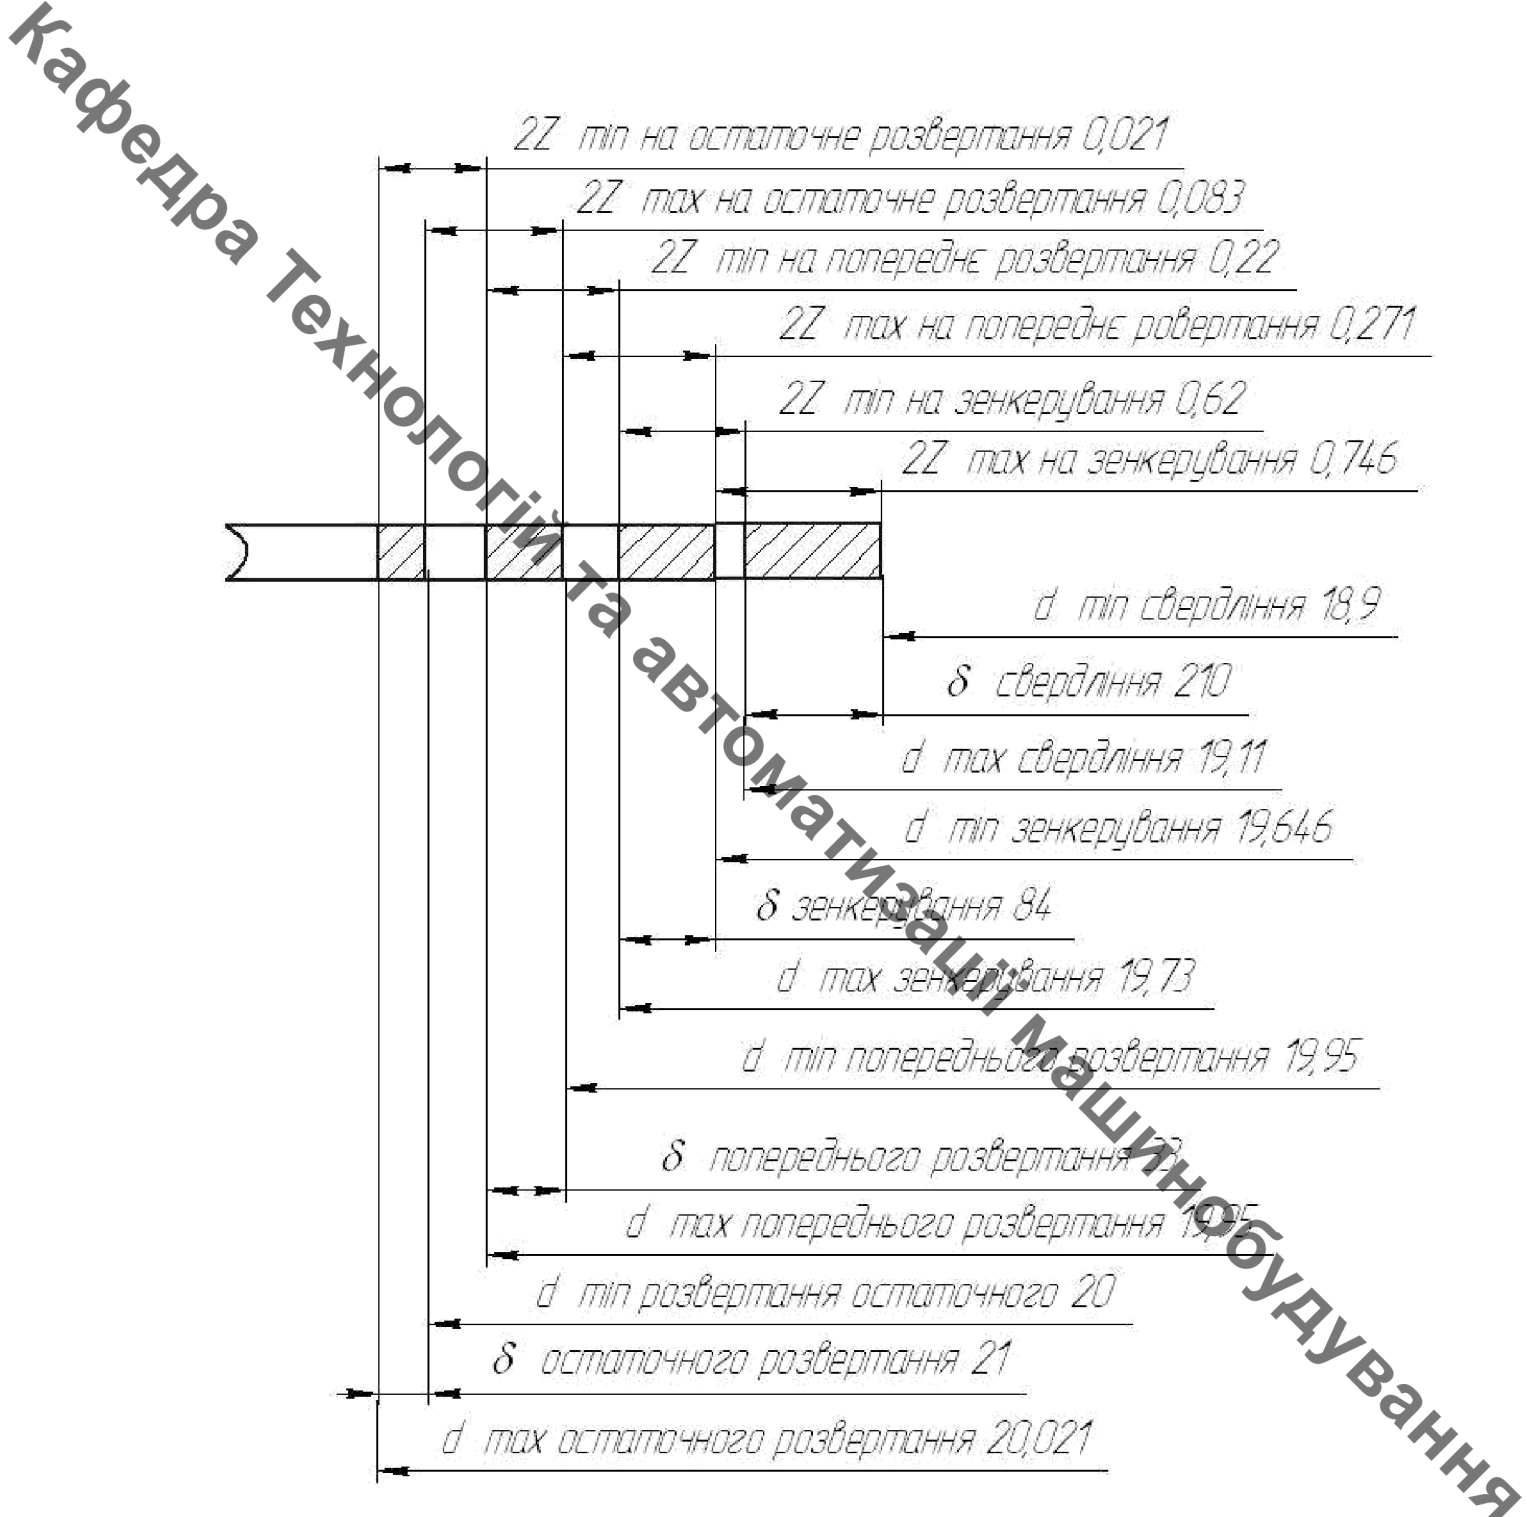 Кафедра Технологій та автоматизації машинобудування
2Z min на остаточне розвертання 0,021
2Z max на остаточне розвертання 0,083
2Z min на попереднє розвертання 0,22
2Z max на попереднє ровертання 0,271
2Z min на зенкерування 0,62
2Z max на зенкерування 0,746
d min свердління 18,9
δ свердління 210
d max свердління 19,11
d min зенкерування 19,646
δ зенкерування 84
d max зенкерування 19,73
d min попереднього розвертання 19,95
δ попереднього розвертання
d max попереднього розвертання 19,95
d min розвертання остаточного 20
δ остаточного розвертання 21
d max остаточного розвертання 20,021